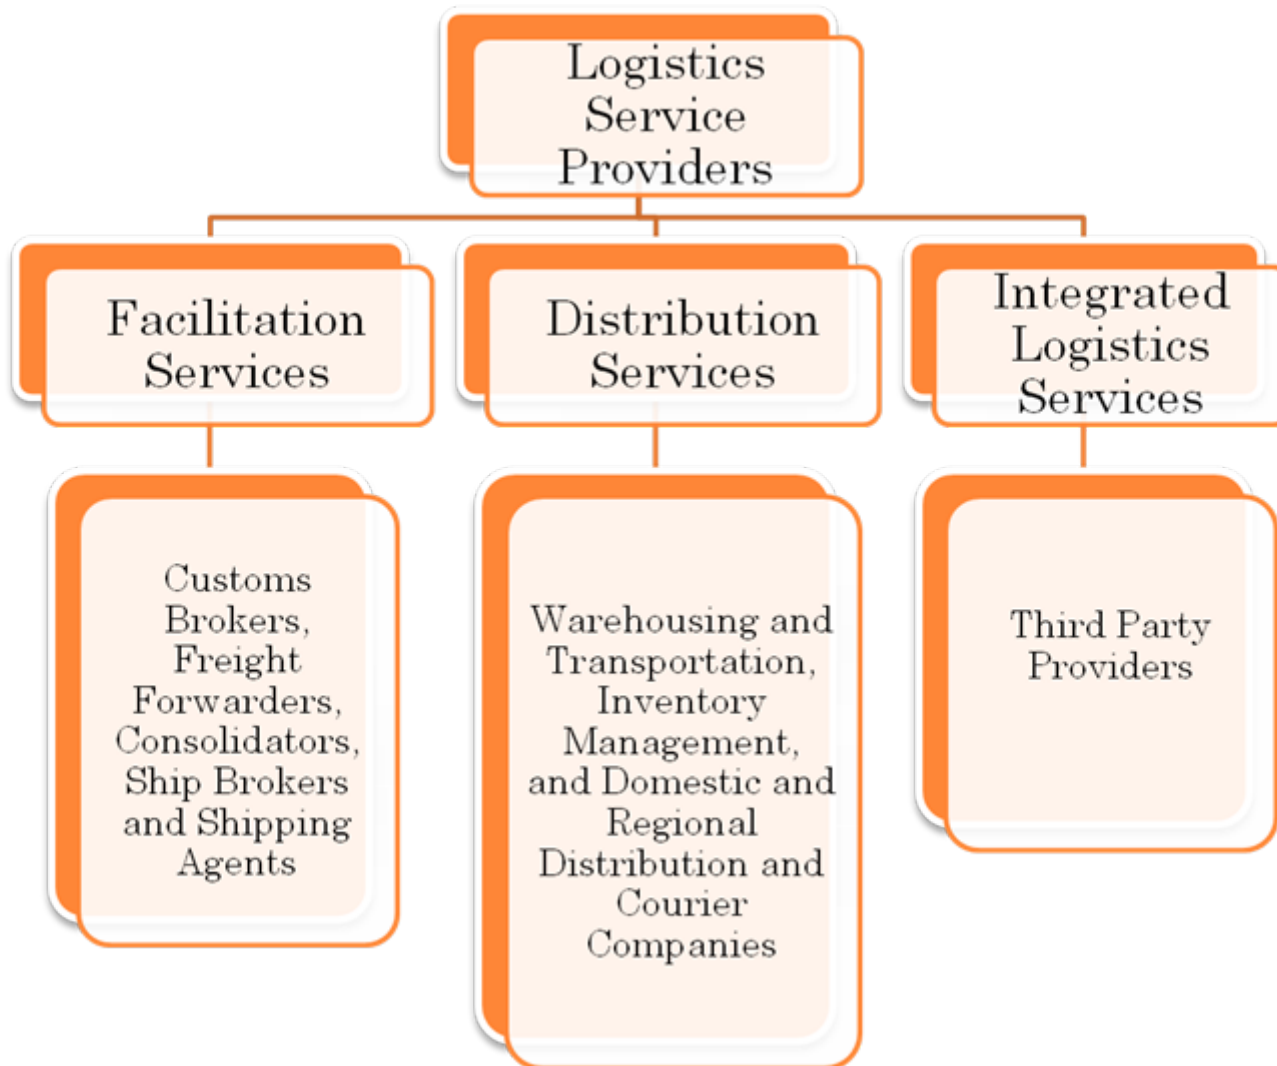 Logistics
Service
Providers
Facilitation
Services
Distribution
Services
Integrated
Logistics
Services
Customs
Brokers,
Freight
Forwarders,
Consolidators,
Ship Brokers
and Shipping
Agents
Warehousing and
Transportation,
Inventory
Management,
and Domestic and
Regional
Distribution and
Courier
Companies
Third Party
Providers